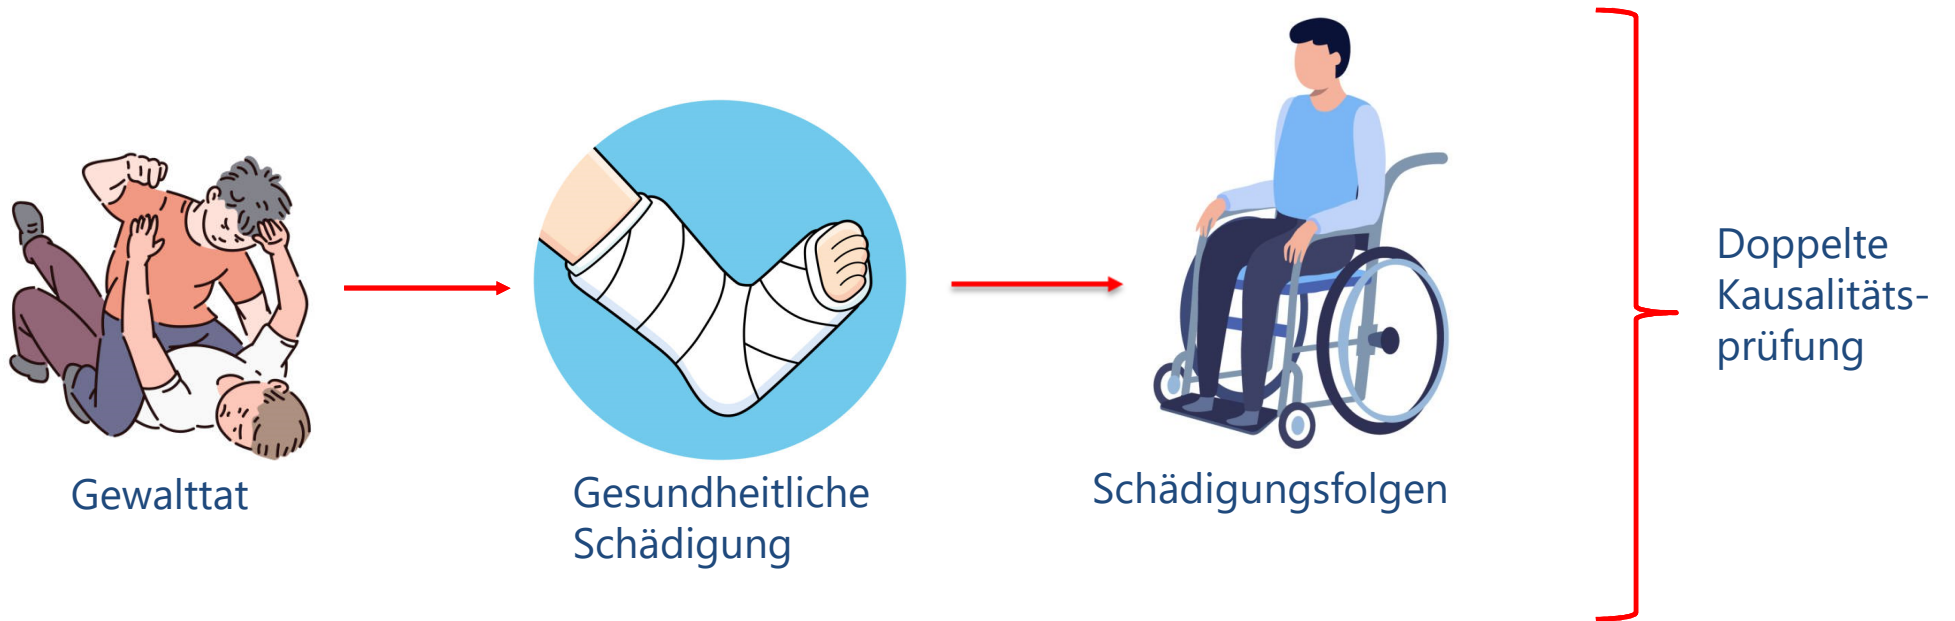 Gewalttat
Gesundheitliche
Schädigung
Schädigungsfolgen
Doppelte
Kausalitäts-
prüfung